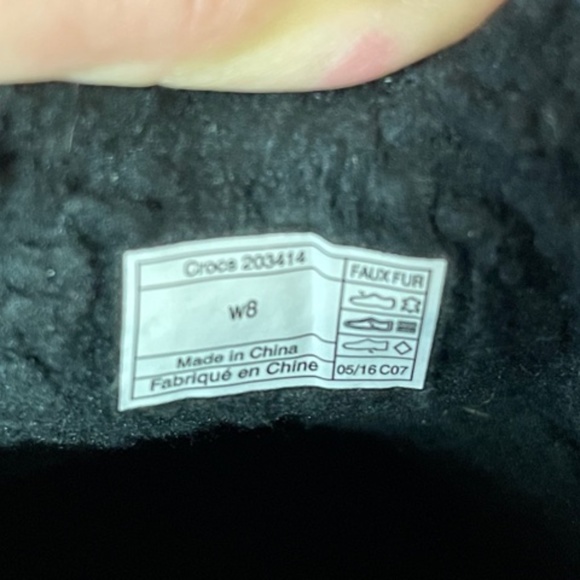 Crocs 203414
W8
Made in China
Fabriqué en Chine
FAUX FUR
05/16 C07